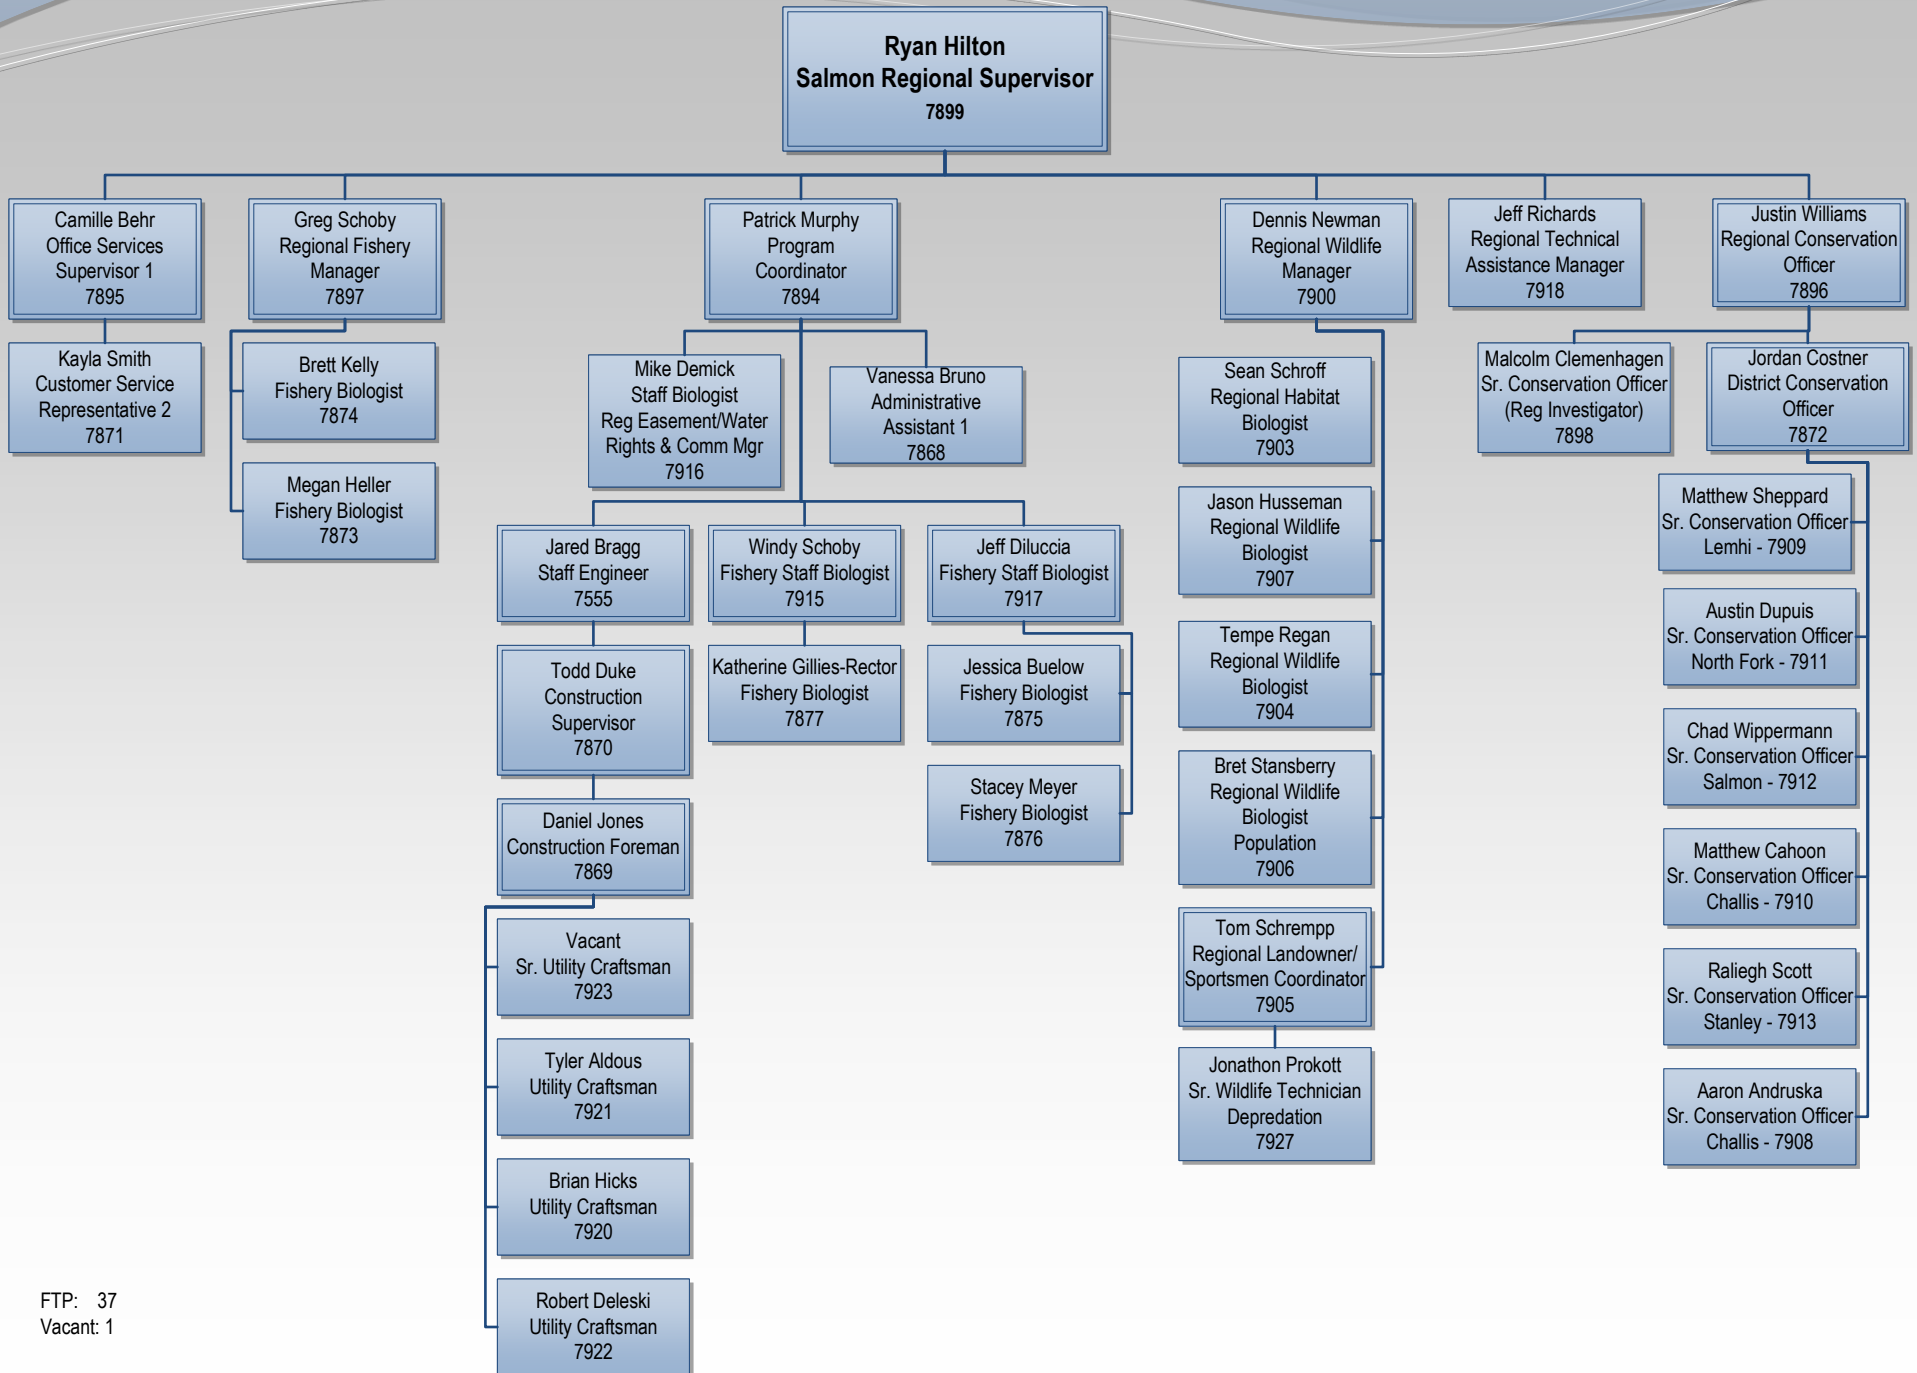 Ryan Hilton
Salmon Regional Supervisor
7899
Camille Behr
Office Services
Supervisor 1
7895
Greg Schoby
Regional Fishery
Manager
7897
Patrick Murphy
Program
Coordinator
7894
Dennis Newman
Regional Wildlife
Manager
7900
Jeff Richards
Regional Technical
Assistance Manager
7918
Justin Williams
Regional Conservation
Officer
7896
Kayla Smith
Customer Service
Representative 2
7871
Brett Kelly
Fishery Biologist
7874
Megan Heller
Fishery Biologist
7873
Mike Demick
Staff Biologist
Reg Easement/Water
Rights & Comm Mgr
7916
Vanessa Bruno
Administrative
Assistant 1
7868
Jared Bragg
Staff Engineer
7555
Windy Schoby
Fishery Staff Biologist
7915
Jeff Diluccia
Fishery Staff Biologist
7917
Todd Duke
Construction
Supervisor
7870
Katherine Gillies-Rector
Fishery Biologist
7877
Jessica Buelow
Fishery Biologist
7875
Stacey Meyer
Fishery Biologist
7876
Daniel Jones
Construction Foreman
7869
Vacant
Sr. Utility Craftsman
7923
Tyler Aldous
Utility Craftsman
7921
Brian Hicks
Utility Craftsman
7920
Robert Deleski
Utility Craftsman
7922
Sean Schroff
Regional Habitat
Biologist
7903
Jason Husseman
Regional Wildlife
Biologist
7907
Tempe Regan
Regional Wildlife
Biologist
7904
Bret Stansberry
Regional Wildlife
Biologist
Population
7906
Tom Schrempp
Regional Landowner/
Sportsmen Coordinator
7905
Jonathon Prokott
Sr. Wildlife Technician
Depredation
7927
Malcolm Clemenhagen
Sr. Conservation Officer
(Reg Investigator)
7898
Jordan Costner
District Conservation
Officer
7872
Matthew Sheppard
Sr. Conservation Officer
Lemhi - 7909
Austin Dupuis
Sr. Conservation Officer
North Fork - 7911
Chad Wippermann
Sr. Conservation Officer
Salmon - 7912
Matthew Cahoon
Sr. Conservation Officer
Challis - 7910
Raliegh Scott
Sr. Conservation Officer
Stanley - 7913
Aaron Andruska
Sr. Conservation Officer
Challis - 7908
FTP: 37
Vacant: 1